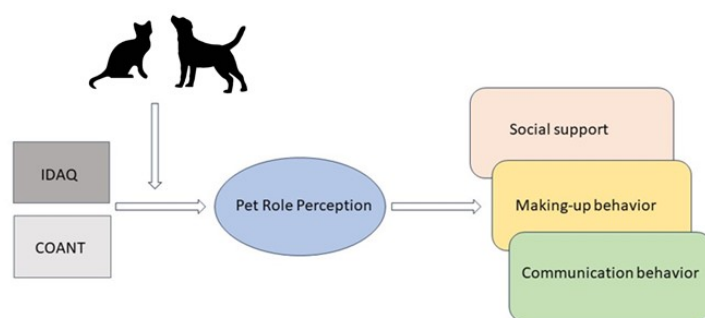 Social support
IDAQ
Pet Role Perception
Making-up behavior
COANT
Communication behavior